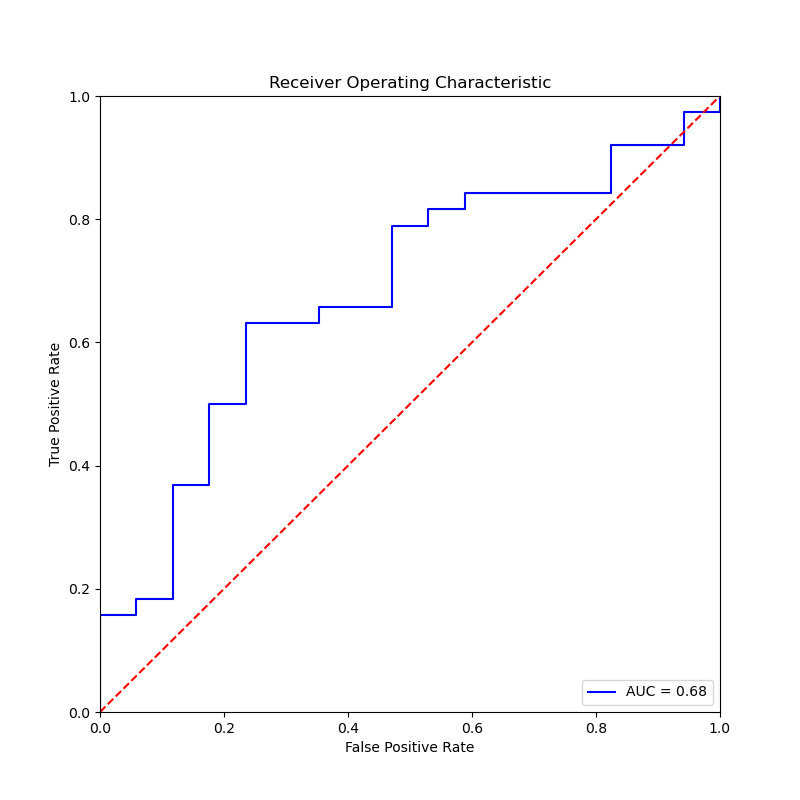 Receiver Operating Characteristic
True Positive Rate
1.0
0.8
0.6
0.4
0.2
0.0
AUC = 0.68
0.0 0.2 0.4 0.6 0.8 1.0
False Positive Rate